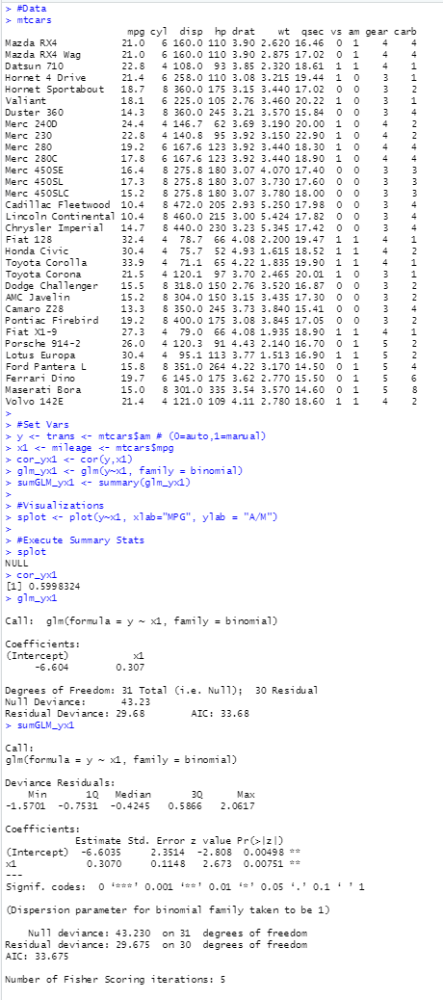 > #Data
> mtcars
mpg cyl disp hp drat wt qsec vs am gear carb
Mazda RX4 21.0 6 160.0 110 3.90 2.620 16.46 0 1 4 4
Mazda RX4 Wag 21.0 6 160.0 110 3.90 2.875 17.02 0 1 4 4
Datsun 710 22.8 4 108.0 93 3.85 2.320 18.61 1 1 4 1
Hornet 4 Drive 21.4 6 258.0 110 3.08 3.215 19.44 1 0 3 1
Hornet Sportabout 18.7 8 360.0 175 3.15 3.440 17.02 0 0 3 2
Valiant 18.1 6 225.0 105 2.76 3.460 20.22 1 0 3 1
Duster 360 14.3 8 360.0 245 3.21 3.570 15.84 0 0 3 4
Merc 240D 24.4 4 146.7 62 3.69 3.190 20.00 1 0 4 2
Merc 230 22.8 4 140.8 95 3.92 3.150 22.90 1 0 4 2
Merc 280 19.2 6 167.6 123 3.92 3.440 18.30 1 0 4 4
Merc 280C 17.8 6 167.6 123 3.92 3.440 18.90 1 0 4 4
Merc 450SE 16.4 8 275.8 180 3.07 4.070 17.40 0 0 3 3
Merc 450SL 17.3 8 275.8 180 3.07 3.730 17.60 0 0 3 3
Merc 450SLC 15.2 8 275.8 180 3.07 3.780 18.00 0 0 3 3
Cadillac Fleetwood 10.4 8 472.0 205 2.93 5.250 17.98 0 0 3 4
Lincoln Continental 10.4 8 460.0 215 3.00 5.424 17.82 0 0 3 4
Chrysler Imperial 14.7 8 440.0 230 3.23 5.345 17.42 0 0 3 4
Fiat 128 32.4 4 78.7 66 4.08 2.200 19.47 1 1 4 1
Honda Civic 30.4 4 75.7 52 4.93 1.615 18.52 1 1 4 2
Toyota Corolla 33.9 4 71.1 65 4.22 1.835 19.90 1 1 4 1
Toyota Corona 21.5 4 120.1 97 3.70 2.465 20.01 1 0 3 1
Dodge Challenger 15.5 8 318.0 150 2.76 3.520 16.87 0 0 3 2
AMC Javelin 15.2 8 304.0 150 3.15 3.435 17.30 0 0 3 2
Camaro Z28 13.3 8 350.0 245 3.73 3.840 15.41 0 0 3 4
Pontiac Firebird 19.2 8 400.0 175 3.08 3.845 17.05 0 0 3 2
Fiat X1-9 27.3 4 79.0 66 4.08 1.935 18.90 1 1 4 1
Porsche 914-2 26.0 4 120.3 91 4.43 2.140 16.70 0 1 5 2
Lotus Europa 30.4 4 95.1 113 3.77 1.513 16.90 1 1 5 2
Ford Pantera L 15.8 8 351.0 264 4.22 3.170 14.50 0 1 5 4
Ferrari Dino 19.7 6 145.0 175 3.62 2.770 15.50 0 1 5 6
Maserati Bora 15.0 8 301.0 335 3.54 3.570 14.60 0 1 5 8
Volvo 142E 21.4 4 121.0 109 4.11 2.780 18.60 1 1 4 2
>
> #Set Vars
> y <- trans <- mtcars$am # (0=auto,1=manual)
> x1 <- mileage <- mtcars$mpg
> cor_yx1 <- cor(y,x1)
> glm_yx1 <- glm(y~x1, family = binomial)
> sumGLM_yx1 <- summary(glm_yx1)
>
> #Visualizations
> splot <- plot(y~x1, xlab="MPG", ylab = "A/M")
>
> #Execute Summary Stats
> splot
NULL
> cor_yx1
[1] 0.5998324
> glm_yx1
Call: glm(formula = y ~ x1, family = binomial)
Coefficients:
(Intercept) x1
-6.604 0.307
Degrees of Freedom: 31 Total (i.e. Null); 30 Residual
Null Deviance: 43.23
Residual Deviance: 29.68 AIC: 33.68
> sumGLM_yx1
Call:
glm(formula = y ~ x1, family = binomial)
Deviance Residuals:
Min 1Q Median 3Q Max
-1.5701 -0.7531 -0.4245 0.5866 2.0617
Coefficients:
Estimate Std. Error z value Pr(>|z|)
(Intercept) -6.6035 2.3514 -2.808 0.00498 **
x1 0.3070 0.1148 2.673 0.00751 **
---
Signif. codes: 0 ‘***’ 0.001 ‘**’ 0.01 ‘*’ 0.05 ‘.’ 0.1 ‘ ’ 1
(Dispersion parameter for binomial family taken to be 1)
Null deviance: 43.230 on 31 degrees of freedom
Residual deviance: 29.675 on 30 degrees of freedom
AIC: 33.675
Number of Fisher Scoring iterations: 5